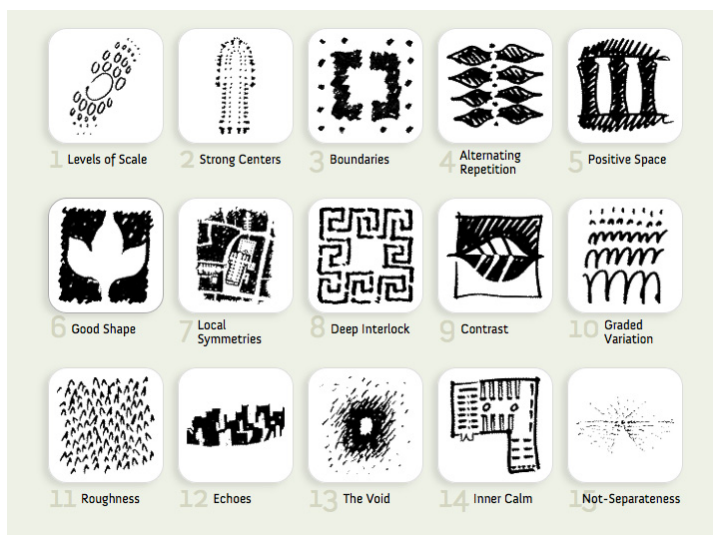 1 Levels of Scale
2 Strong Centers
3 Boundaries
4 Alternating
Repetition
5 Positive Space
6 Good Shape
7 Local
Symmetries
8 Deep Interlock
9 Contrast
10 Graded
Variation
11 Roughness
12 Echoes
13 The Void
14 Inner Calm
15 Not-Separateness